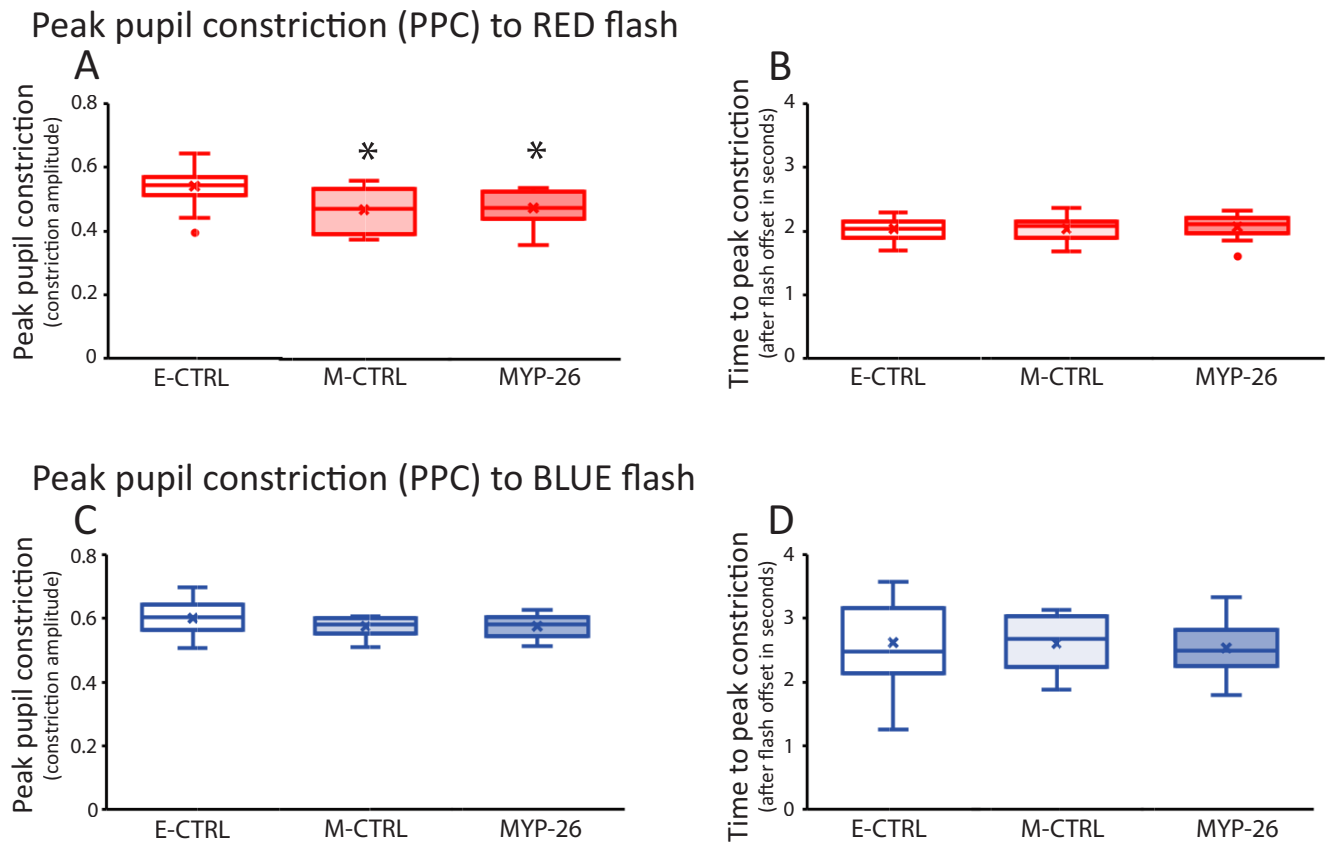 Peak pupil constriction (PPC) to RED flash
A
Peak pupil constriction
(constriction amplitude)
0.8
0.6
0.4
0.2
0
*
*
E-CTRL
M-CTRL
MYP-26
B
Time to peak constriction
(after flash offset in seconds)
4
3
2
1
0
E-CTRL
M-CTRL
MYP-26
Peak pupil constriction (PPC) to BLUE flash
C
Peak pupil constriction
(constriction amplitude)
0.8
0.6
0.4
0.2
0
E-CTRL
M-CTRL
MYP-26
D
Time to peak constriction
(after flash offset in seconds)
4
3
2
1
0
E-CTRL
M-CTRL
MYP-26